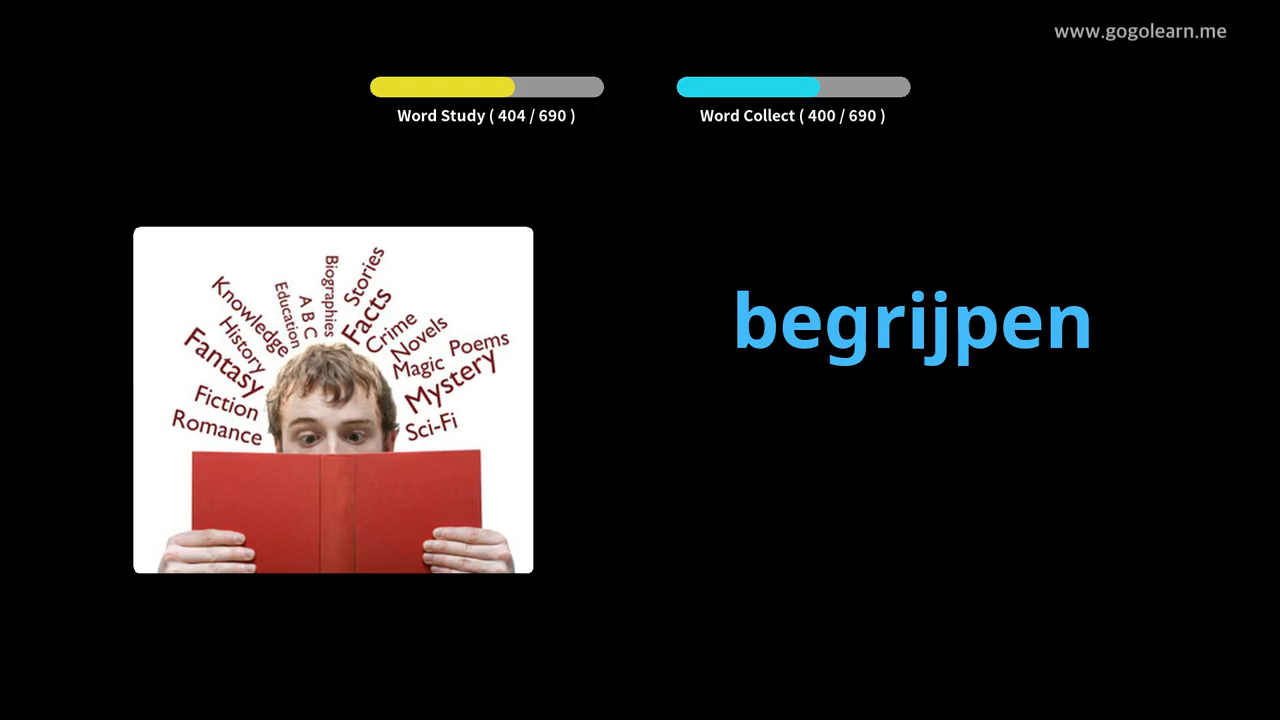 www.gogolearn.me
Word Study ( 404 / 690 )
Word Collect ( 400 / 690 )
begrijpen
Knowledge
Education
A B C
Biographies
Stories
Facts
History
Fantasy
Crime
Novels
Poems
Magic
Mystery
Fiction
Romance
Sci-Fi